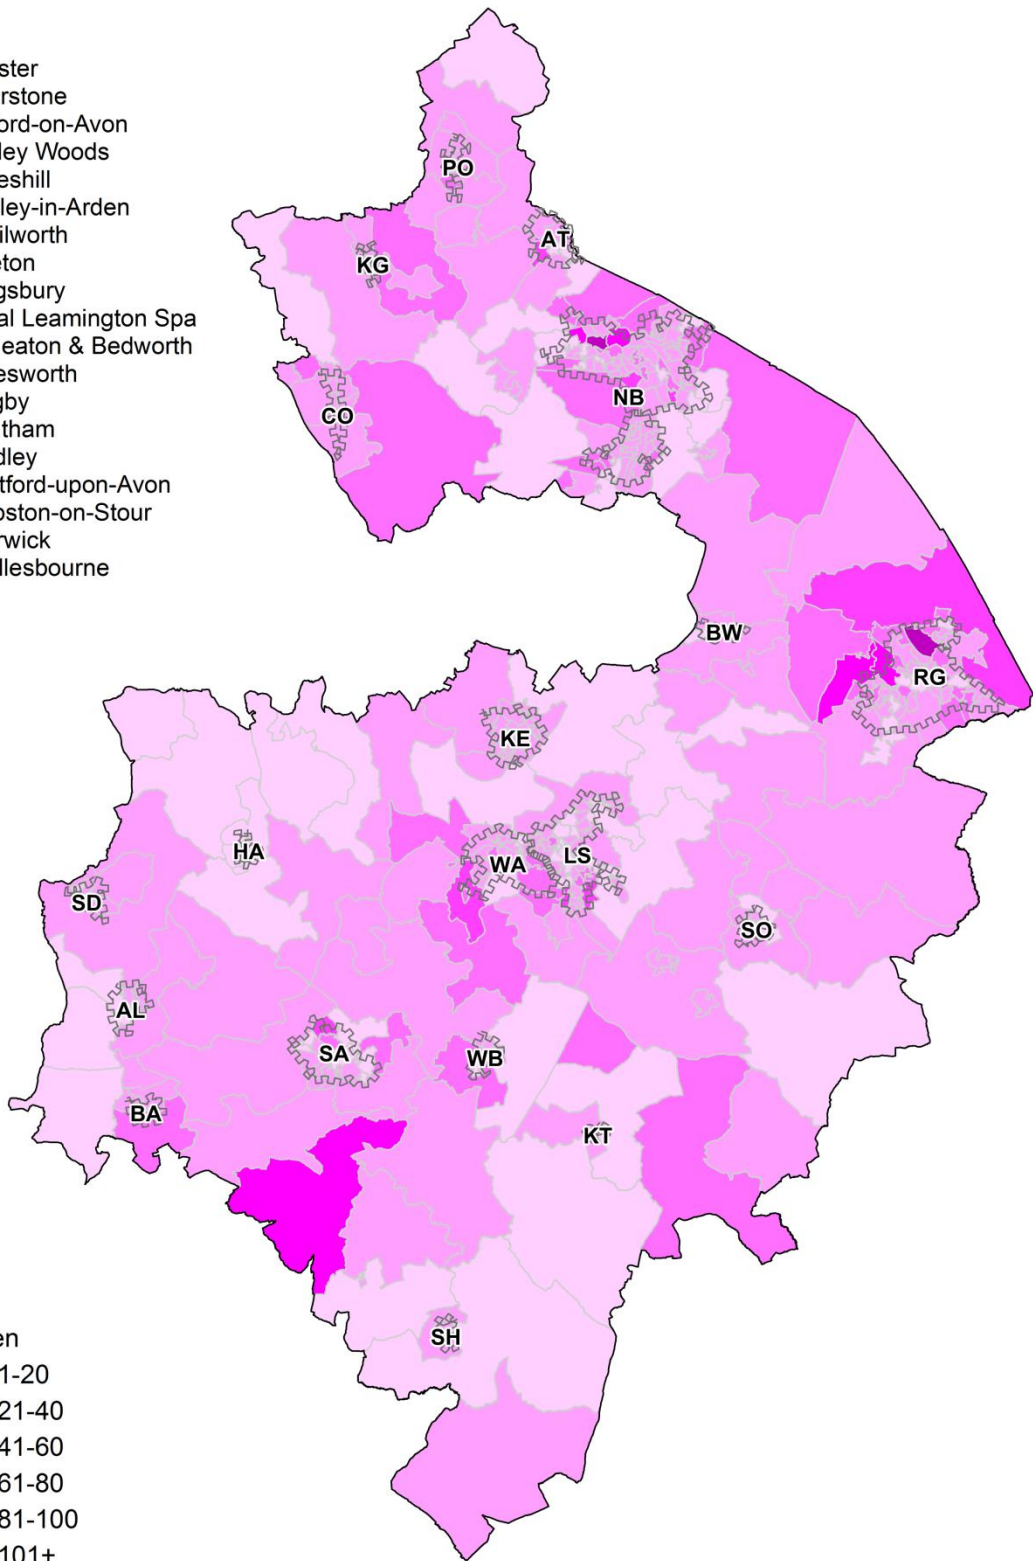 ster
rstone
ord-on-Avon
ley Woods
eshill
ley-in-Arden
ilworth
eton
gsbury
al Leamington Spa
eaton & Bedworth
esworth
gby
tham
dley
tford-upon-Avon
oston-on-Stour
rwick
llesbourne
PO
AT
KG
NB
CO
BW
RG
KE
HA
WA
LS
SD
SO
AL
SA
WB
BA
KT
SH
en
1-20
21-40
41-60
61-80
81-100
101+